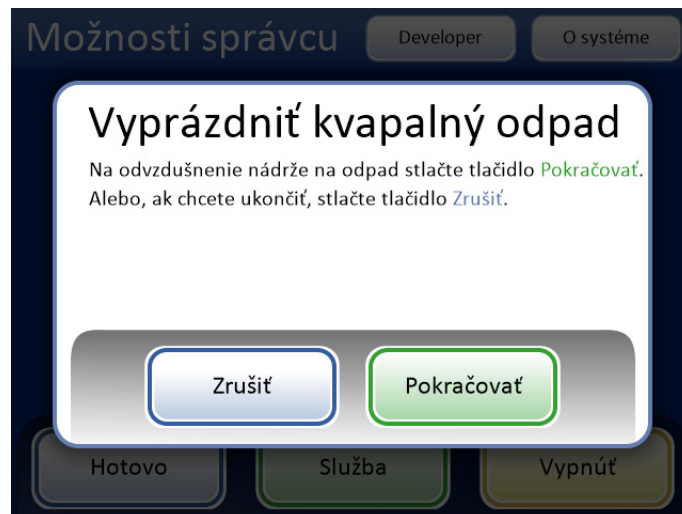 Možnosti správcu
Developer
O systéme
Vyprázdniť kvapalný odpad
Na odvzdušnenie nádrže na odpad stlačte tlačidlo Pokračovať.
Alebo, ak chcete ukončiť, stlačte tlačidlo Zrušiť.
Zrušiť
Pokračovať
Hotovo
Služba
Vypnúť